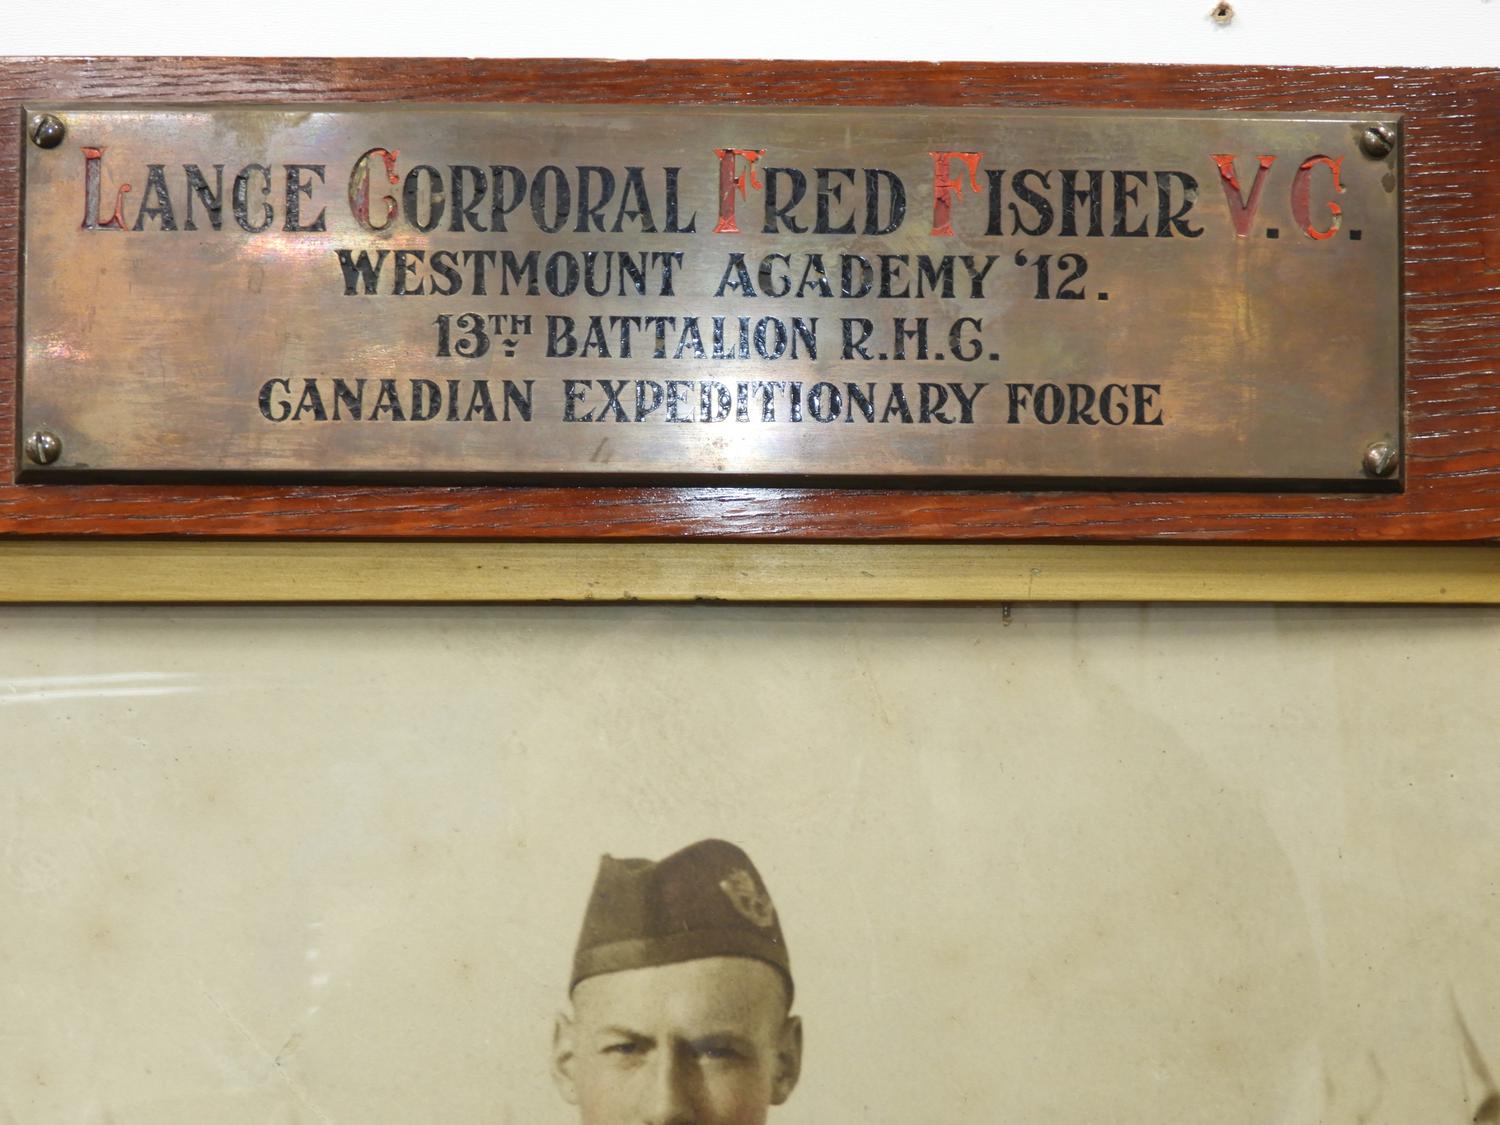 LANCE CORPORAL FRED FISHER V.C.
WESTMOUNT ACADEMY '12.
13TH BATTALION R.H.C.
CANADIAN EXPEDITIONARY FORCE